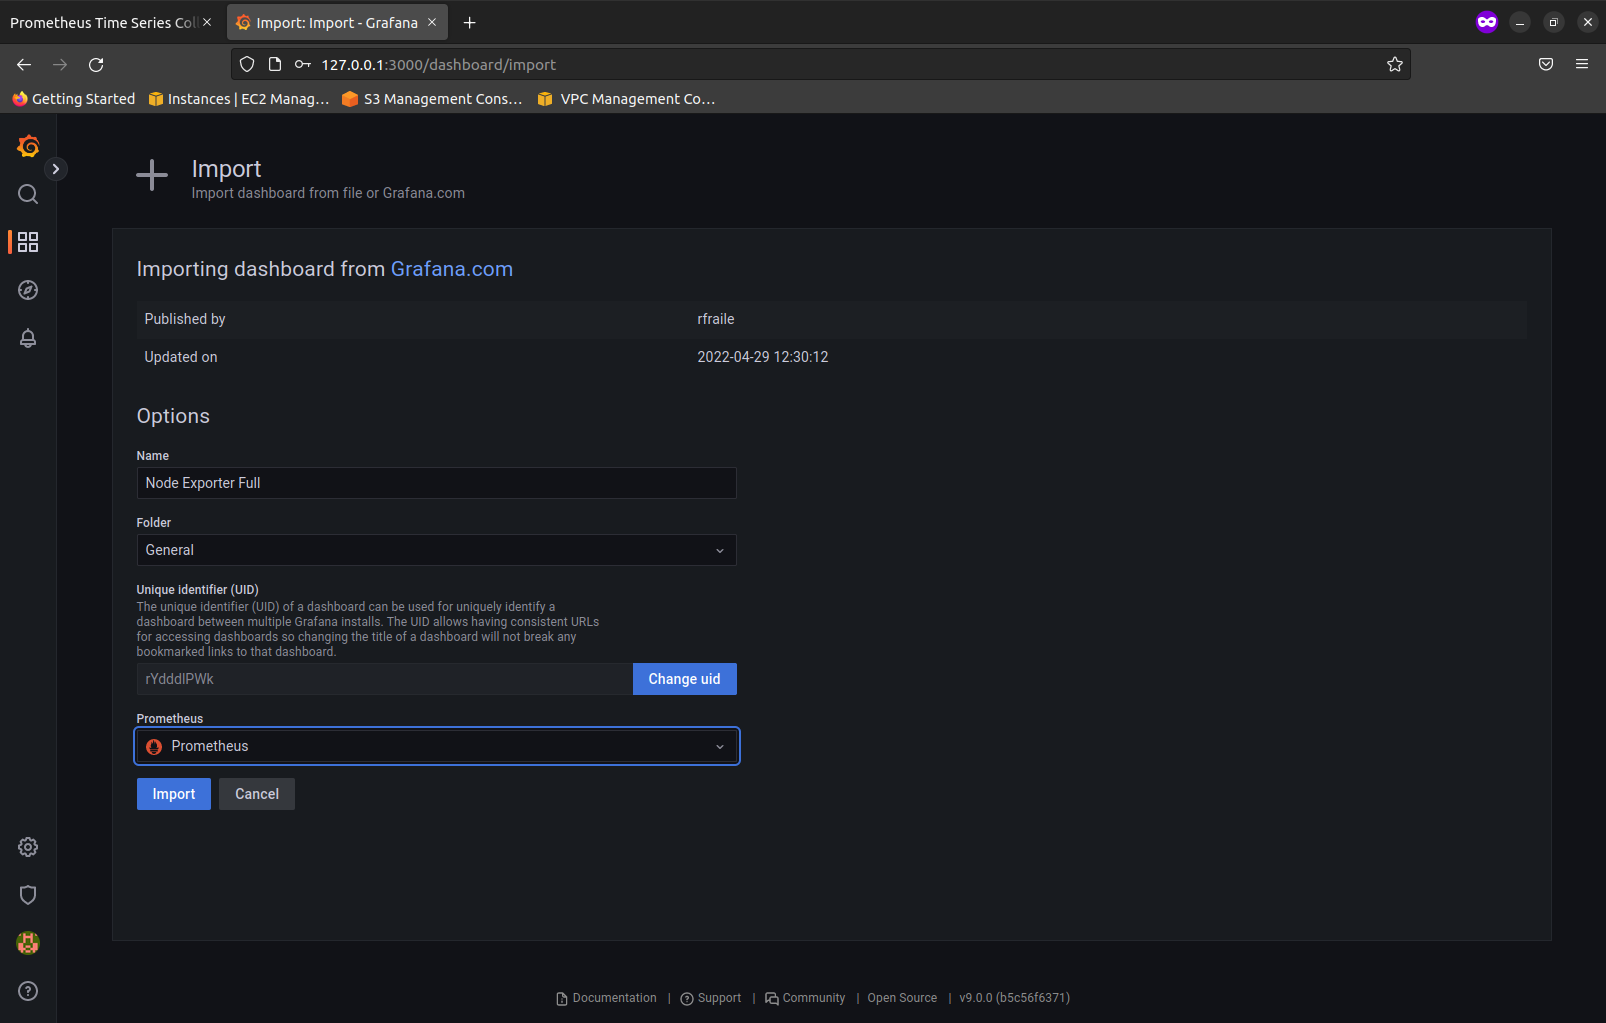 Prometheus Time Series Col
Import: Import - Grafana
127.0.0.1:3000/dashboard/import
Getting Started
Instances | EC2 Manag…
S3 Management Cons…
VPC Management Co…
Import
Import dashboard from file or Grafana.com
Importing dashboard from Grafana.com
Published by rfraile
Updated on 2022-04-29 12:30:12
Options
Name
Node Exporter Full
Folder
General
Unique identifier (UID)
The unique identifier (UID) of a dashboard can be used for uniquely identify a
dashboard between multiple Grafana installs. The UID allows having consistent URLs
for accessing dashboards so changing the title of a dashboard will not break any
bookmarked links to that dashboard.
rYdddlPWk
Change uid
Prometheus
Prometheus
Import
Cancel
Documentation | Support | Community | Open Source | v9.0.0 (b5c56f6371)